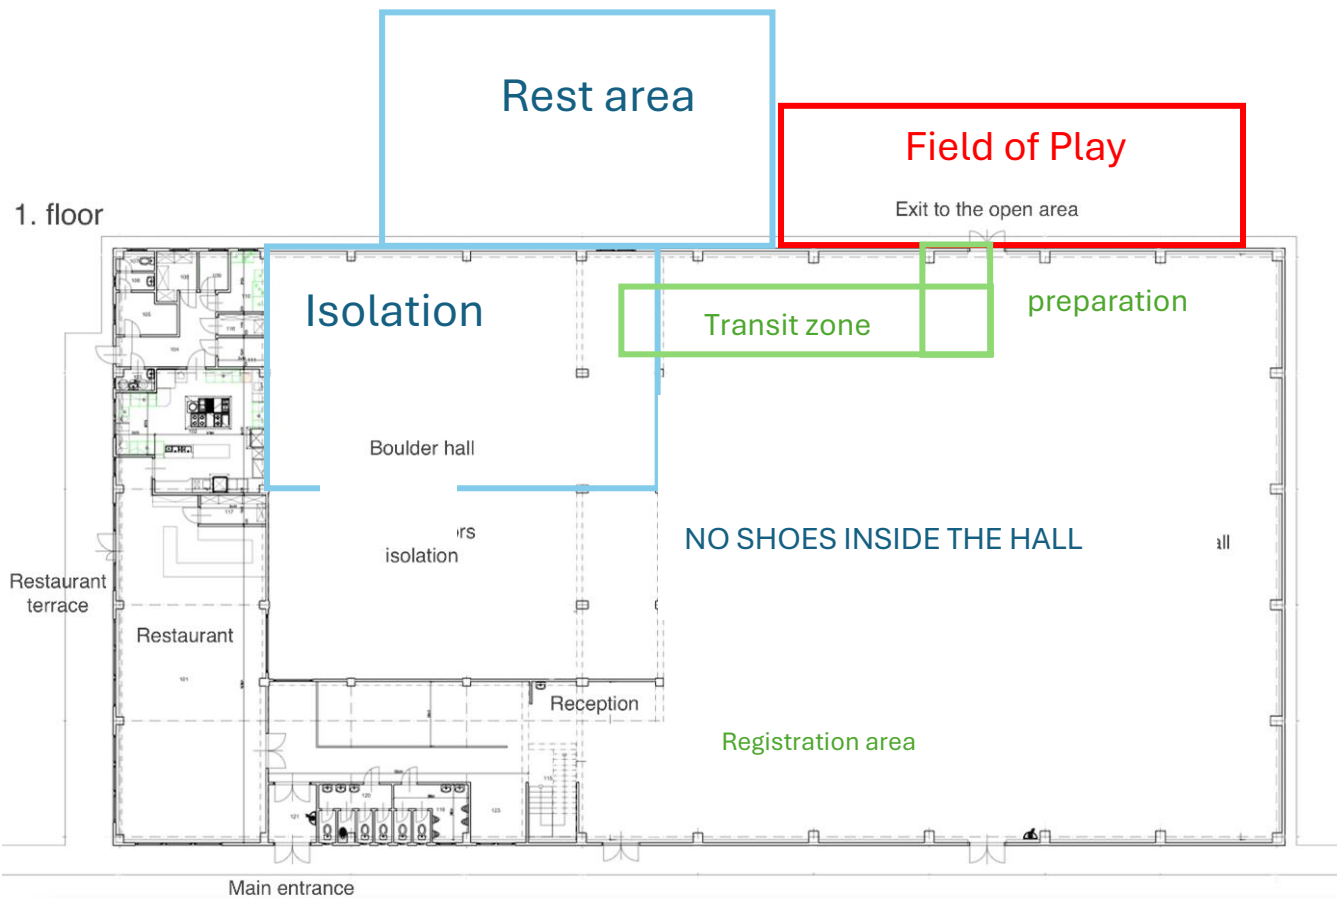 Rest area
Field of Play
Exit to the open area
1. floor
Isolation
preparation
Transit zone
Boulder hall
NO SHOES INSIDE THE HALL
isolation
Restaurant
terrace
Restaurant
101
Reception
Registration area
Main entrance